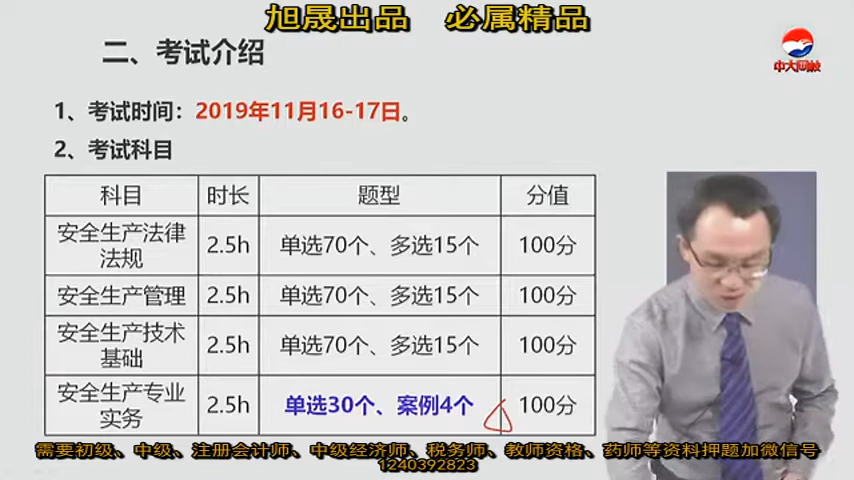 旭晟出品 必属精品
二、考试介绍
中大网校
1、考试时间：2019年11月16-17日。
2、考试科目
科目 时长 题型 分值
安全生产法律法规 2.5h 单选70个、多选15个 100分
安全生产管理 2.5h 单选70个、多选15个 100分
安全生产技术基础 2.5h 单选70个、多选15个 100分
安全生产专业实务 2.5h 单选30个、案例4个 100分
需要初级、中级、注册会计师、中级经济师、税务师、教师资格、药师等资料押题加微信号
1240392823